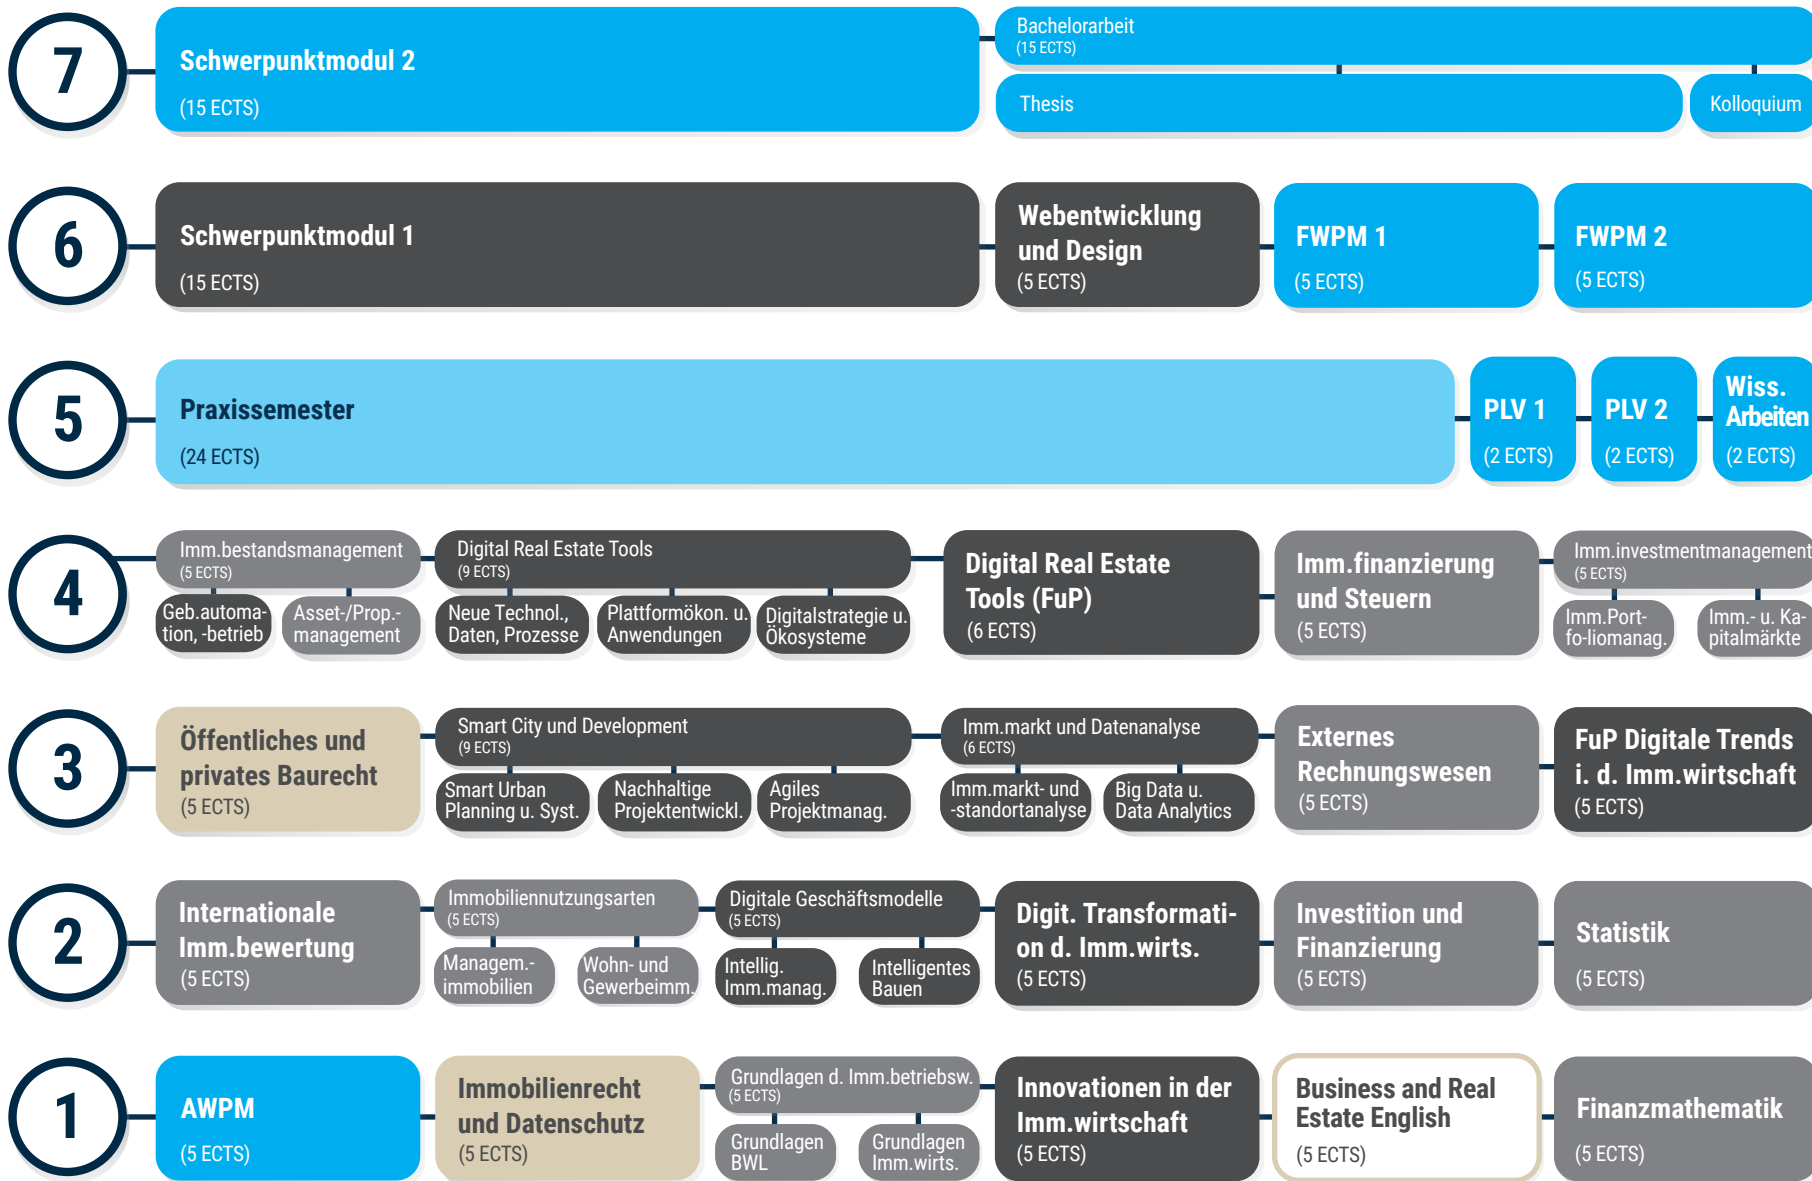 7
Schwerpunktmodul 2
(15 ECTS)
Bachelorarbeit
(15 ECTS)
Thesis
Kolloquium
6
Schwerpunktmodul 1
(15 ECTS)
Webentwicklung
und Design
(5 ECTS)
FWPM 1
(5 ECTS)
FWPM 2
(5 ECTS)
5
Praxissemester
(24 ECTS)
PLV 1
(2 ECTS)
PLV 2
(2 ECTS)
Wiss.
Arbeiten
(2 ECTS)
4
Imm.bestandsmanagement
(5 ECTS)
Geb.automa-
tion, -betrieb
Asset-/Prop.-
management
Digital Real Estate Tools
(9 ECTS)
Neue Technol.,
Daten, Prozesse
Plattformökon. u.
Anwendungen
Digitalstrategie u.
Ökosysteme
Digital Real Estate
Tools (FuP)
(6 ECTS)
Imm.finanzierung
und Steuern
(5 ECTS)
Imm.investmentmanagement
(5 ECTS)
Imm.Port-
fo-liomanag.
Imm.- u. Ka-
pitalmärkte
3
Öffentliches und
privates Baurecht
(5 ECTS)
Smart City und Development
(9 ECTS)
Smart Urban
Planning u. Syst.
Nachhaltige
Projektentwickl.
Agiles
Projektmanag.
Imm.markt und Datenanalyse
(6 ECTS)
Imm.markt- und
-standortanalyse
Big Data u.
Data Analytics
Externes
Rechnungswesen
(5 ECTS)
FuP Digitale Trends
i. d. Imm.wirtschaft
(5 ECTS)
2
Internationale
Imm.bewertung
(5 ECTS)
Immobiliennutzungsarten
(5 ECTS)
Managem.-
immobilien
Wohn- und
Gewerbeimm.
Digitale Geschäftsmodelle
(5 ECTS)
Intellig.
Imm.manag.
Intelligentes
Bauen
Digit. Transformati-
on d. Imm.wirts.
(5 ECTS)
Investition und
Finanzierung
(5 ECTS)
Statistik
(5 ECTS)
1
AWPM
(5 ECTS)
Immobilienrecht
und Datenschutz
(5 ECTS)
Grundlagen d. Imm.betriebsw.
(5 ECTS)
Grundlagen
BWL
Grundlagen
Imm.wirts.
Innovationen in der
Imm.wirtschaft
(5 ECTS)
Business and Real
Estate English
(5 ECTS)
Finanzmathematik
(5 ECTS)